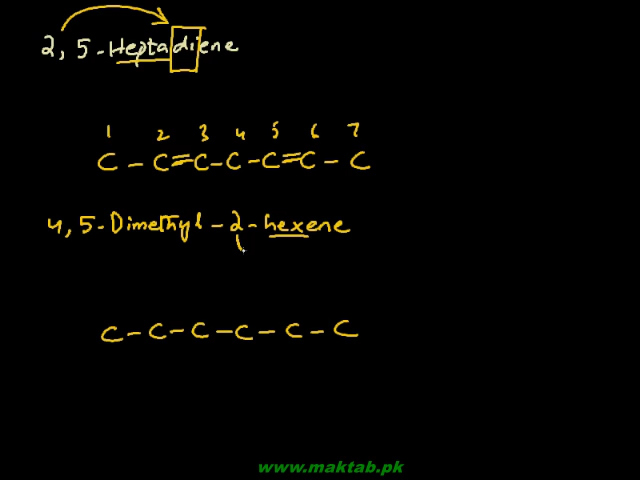 2, 5-Heptadiene
1 2 3 4 5 6 7
C - C = C - C - C = C - C
4, 5-Dimethyl-2-hexene
C - C - C - C - C - C
www.maktab.pk